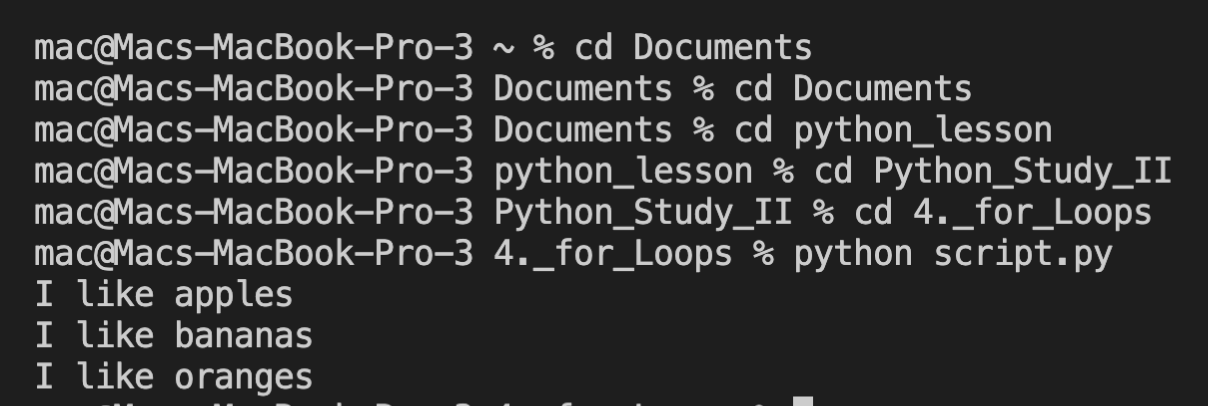 mac@Macs-MacBook-Pro-3 ~ % cd Documents
mac@Macs-MacBook-Pro-3 Documents % cd Documents
mac@Macs-MacBook-Pro-3 Documents % cd python_lesson
mac@Macs-MacBook-Pro-3 python_lesson % cd Python_Study_II
mac@Macs-MacBook-Pro-3 Python_Study_II % cd 4._for_Loops
mac@Macs-MacBook-Pro-3 4._for_Loops % python script.py
I like apples
I like bananas
I like oranges